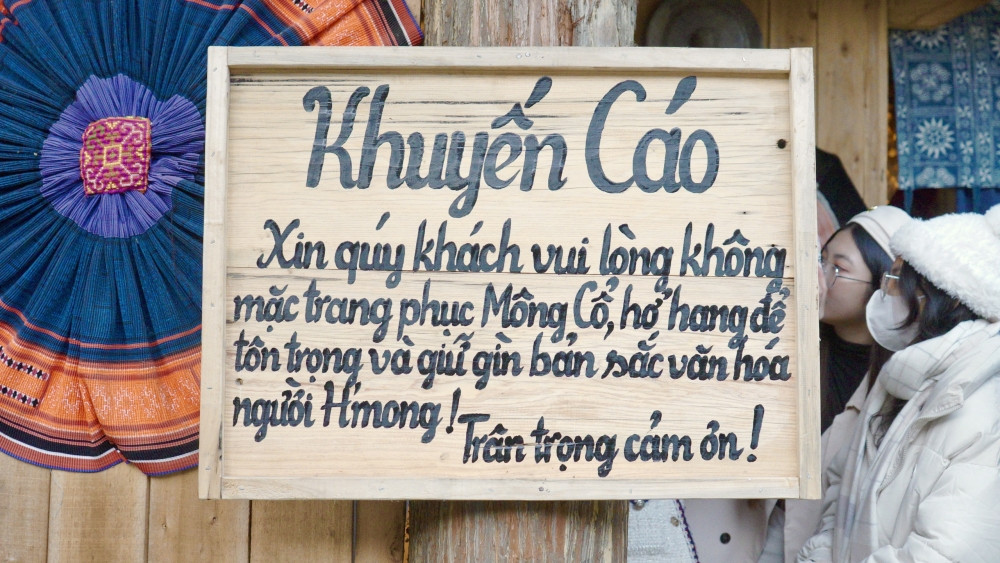 Khuyến Cáo
Xin quý khách vui lòng không
mặc trang phục Mông Cổ, hở hang để
tôn trọng và giữ gìn bản sắc văn hóa
người H'mong !
Trân trọng cảm ơn !